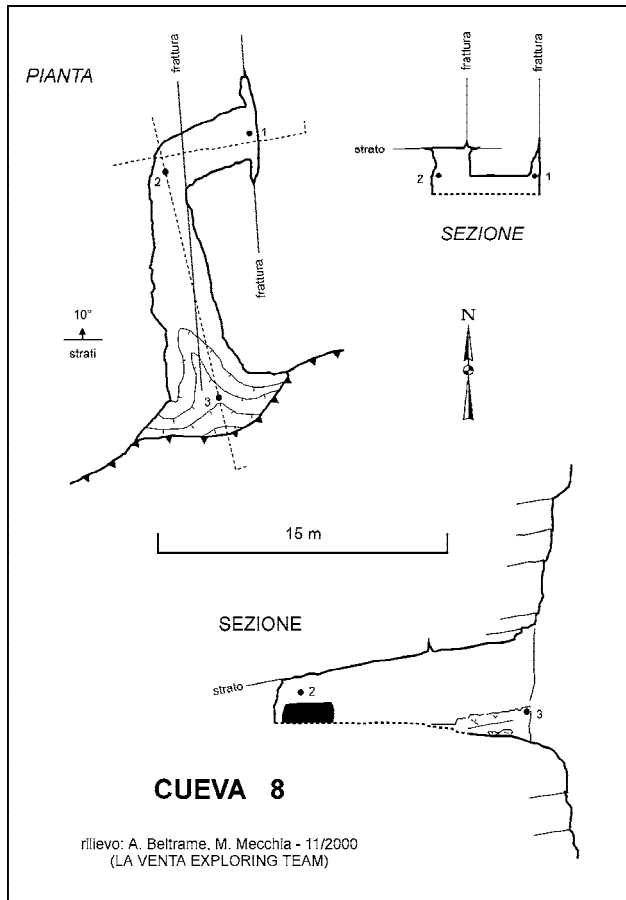 PIANTA
frattura
frattura
frattura
1
strato
2
1
2
SEZIONE
frattura
10°
strati
N
3
15 m
SEZIONE
strato
2
3
CUEVA 8
rilievo: A. Beltrame, M. Mecchia - 11/2000
(LA VENTA EXPLORING TEAM)